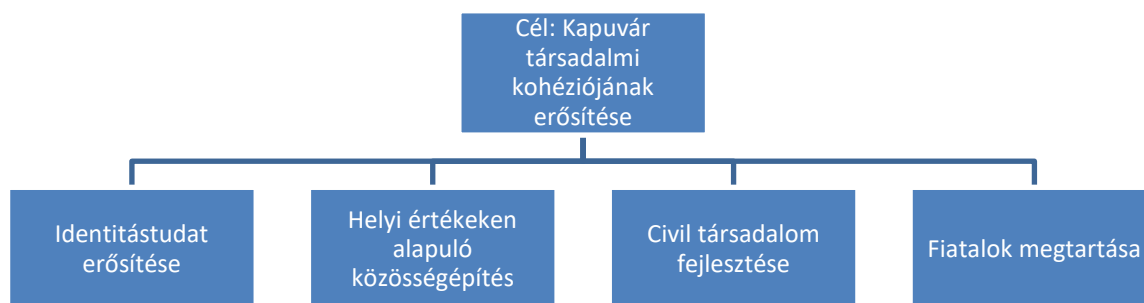 Cél: Kapuvár
társadalmi
kohéziójának
erősítése
Identitástudat
erősítése
Helyi értékeken
alapuló
közösségépítés
Civil társadalom
fejlesztése
Fiatalok megtartása